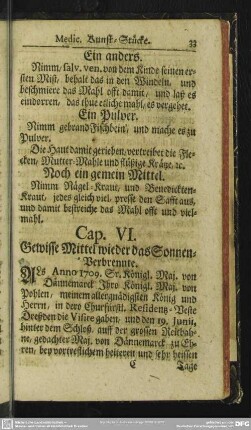 Medic. Kunst-Stücke. 33
Ein anders.
Nimm, salv. ven. von dem Kinde seinen er-
sten Mist, behalt das in den Windeln, und
beschmiere das Mahl offt damit, und laß es
eindorren, das thue etliche mahl, es vergehet.
Ein Pulver.
Nimm gebrand Fischbein, und mache es zu
Pulver.
Die Haut damit gerieben, vertreibet die Fle-
cken, Mutter-Mahle und flüßige Krätze, ꝛc.
Noch ein gemein Mittel.
Nimm Nägel-Kraut, und Benedicten-
Kraut, jedes gleich viel, presse den Safft aus,
und damit bestreiche das Mahl offt und viel-
mahl.
Cap. VI.
Gewisse Mittel wieder das Sonnen-
Verbrennte.
ALs Anno 1709. Sr. Königl. Maj. von
Dännemarck Ihro Königl. Maj. von
Pohlen, meinem allergnädigsten König und
Herrn, in dero Churfürstl. Residentz-Veste
Dreßden die Visite gaben, und den 19. Junii,
hinter dem Schloß, auff der grossen Reitbah-
ne, gedachter Maj. von Dännemarck zu Eh-
ren, bey vortrefflichem heiteren und sehr heissen
C Tage